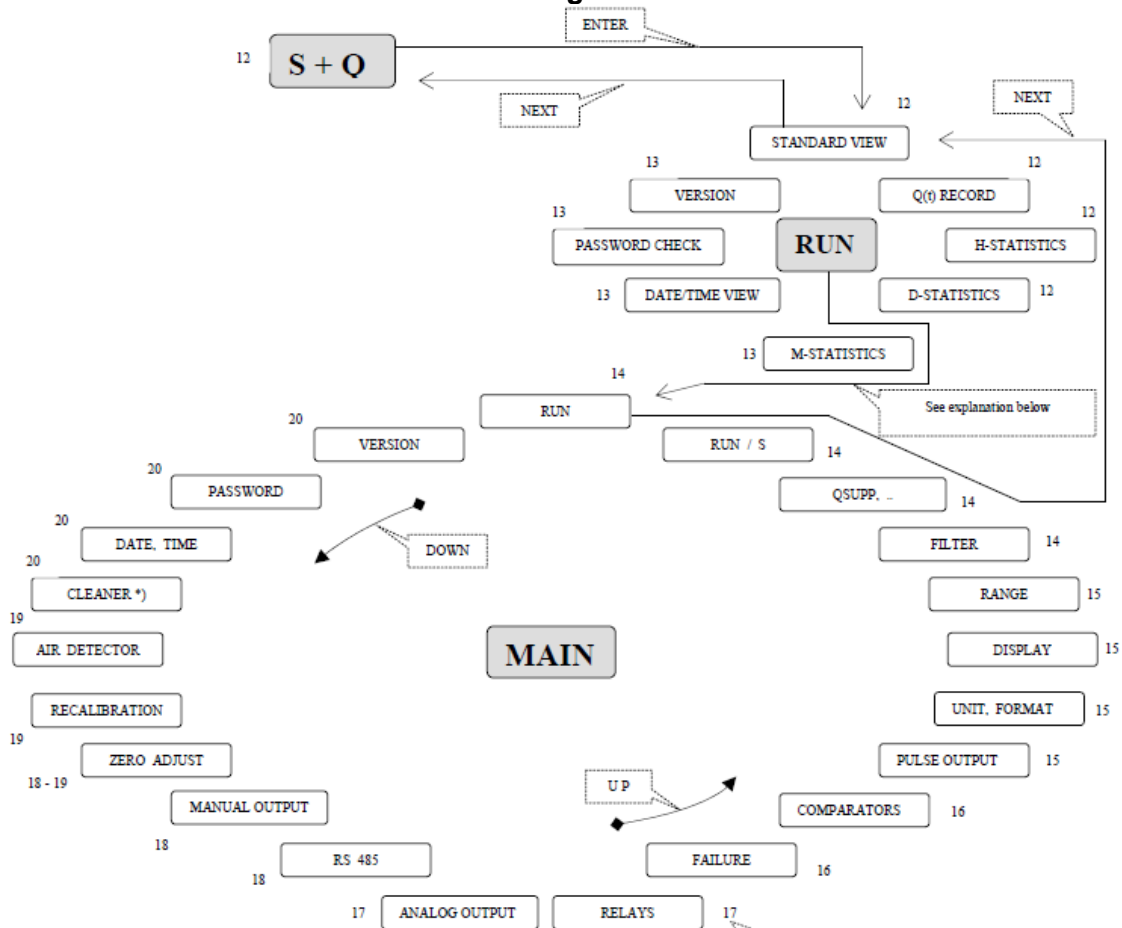 g
ENTER
12
S + Q
NEXT
NEXT
12
STANDARD VIEW
13
VERSION
12
Q(t) RECORD
13
PASSWORD CHECK
RUN
12
H-STATISTICS
13
DATE/TIME VIEW
D-STATISTICS
12
13
M-STATISTICS
14
RUN
See explanation below
20
VERSION
RUN / S
14
20
PASSWORD
QSUPP, ..
14
20
DATE, TIME
DOWN
FILTER
14
20
CLEANER *)
RANGE
15
19
AIR DETECTOR
MAIN
DISPLAY
15
RECALIBRATION
19
UNIT, FORMAT
15
ZERO ADJUST
18 - 19
PULSE OUTPUT
15
U P
MANUAL OUTPUT
18
COMPARATORS
16
RS 485
18
FAILURE
16
17
ANALOG OUTPUT
RELAYS
17